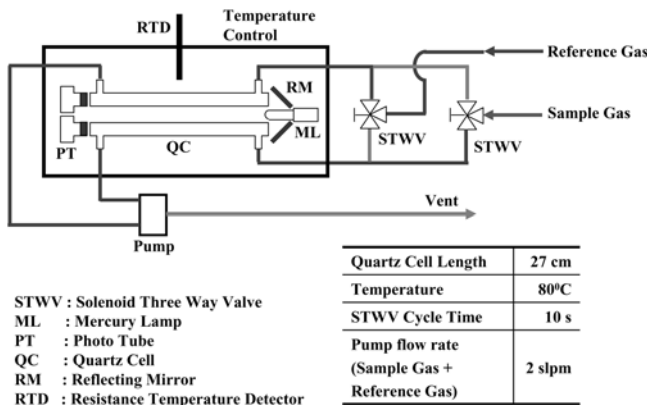 RTD
Temperature
Control
Reference Gas
RM
Sample Gas
ML
STWV
STWV
PT
QC
Vent
Pump
STWV : Solenoid Three Way Valve
ML : Mercury Lamp
PT : Photo Tube
QC : Quartz Cell
RM : Reflecting Mirror
RTD : Resistance Temperature Detector
Quartz Cell Length 27 cm
Temperature 80⁰C
STWV Cycle Time 10 s
Pump flow rate
(Sample Gas + 2 slpm
Reference Gas)